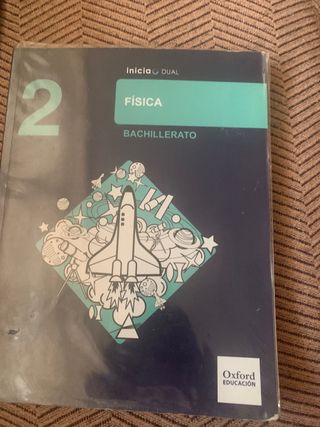 inicia DUAL
2
FÍSICA
BACHILLERATO
Oxford
EDUCACIÓN